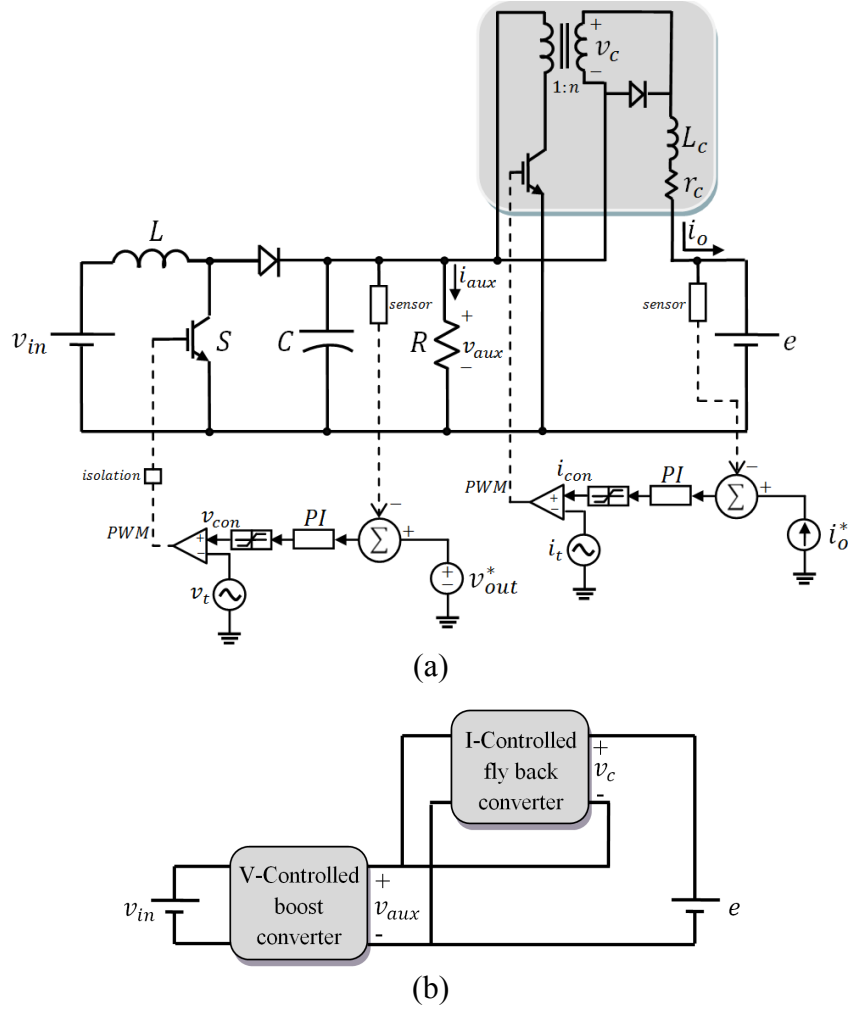 +
v_c
−
1:n
L_c
r_c
i_o
L
i_aux
sensor
sensor
v_in
S
C
R
+
v_aux
−
e
isolation
PWM
v_con
PI
−
+
−
Σ
+
v_t
+
−
v*_out
PWM
i_con
PI
−
+
−
Σ
+
i_t
i*_o
(a)
I-Controlled
fly back
converter
+
v_c
-
V-Controlled
boost
converter
v_in
+
v_aux
-
e
(b)